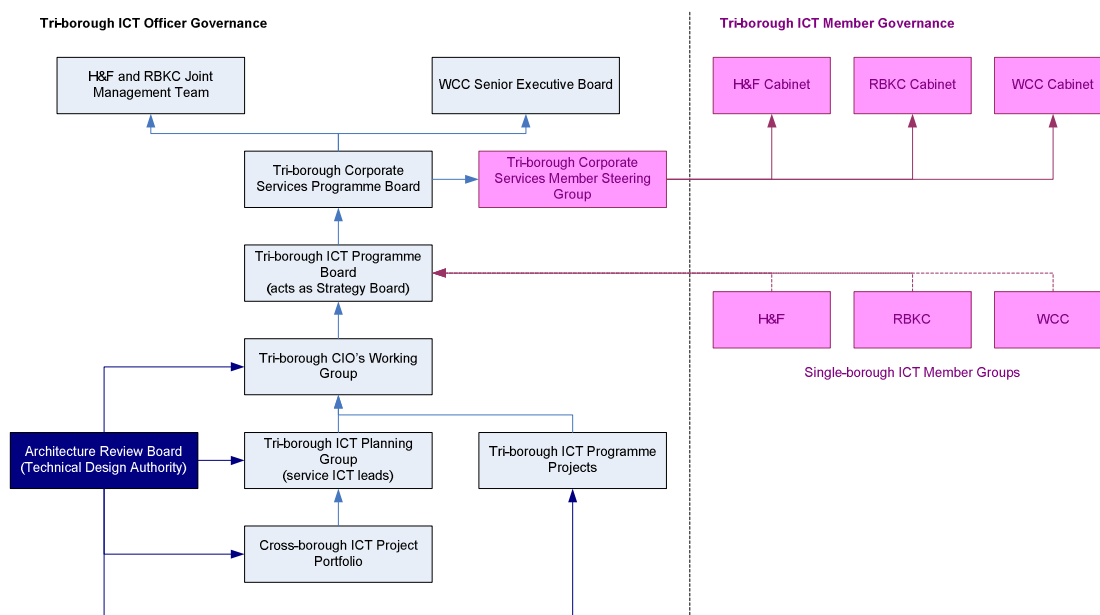 Tri-borough ICT Officer Governance
Tri-borough ICT Member Governance
H&F and RBKC Joint
Management Team
WCC Senior Executive Board
H&F Cabinet
RBKC Cabinet
WCC Cabinet
Tri-borough Corporate
Services Programme Board
Tri-borough Corporate
Services Member Steering
Group
Tri-borough ICT Programme
Board
(acts as Strategy Board)
H&F
RBKC
WCC
Single-borough ICT Member Groups
Tri-borough CIO's Working
Group
Architecture Review Board
(Technical Design Authority)
Tri-borough ICT Planning
Group
(service ICT leads)
Tri-borough ICT Programme
Projects
Cross-borough ICT Project
Portfolio